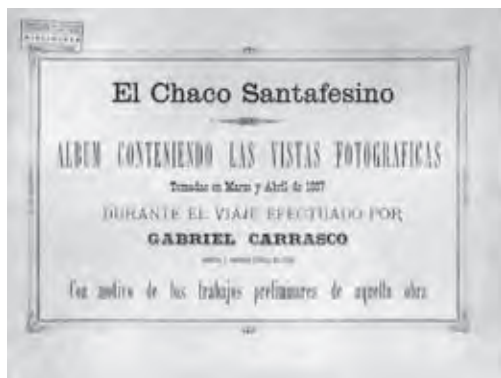 BIBLIOTECA
El Chaco Santafesino
ALBUM CONTENIENDO LAS VISTAS FOTOGRAFICAS
Tomadas en Marzo y Abril de 1887
DURANTE EL VIAJE EFECTUADO POR
GABRIEL CARRASCO
Con motivo de los trabajos preliminares de aquella obra